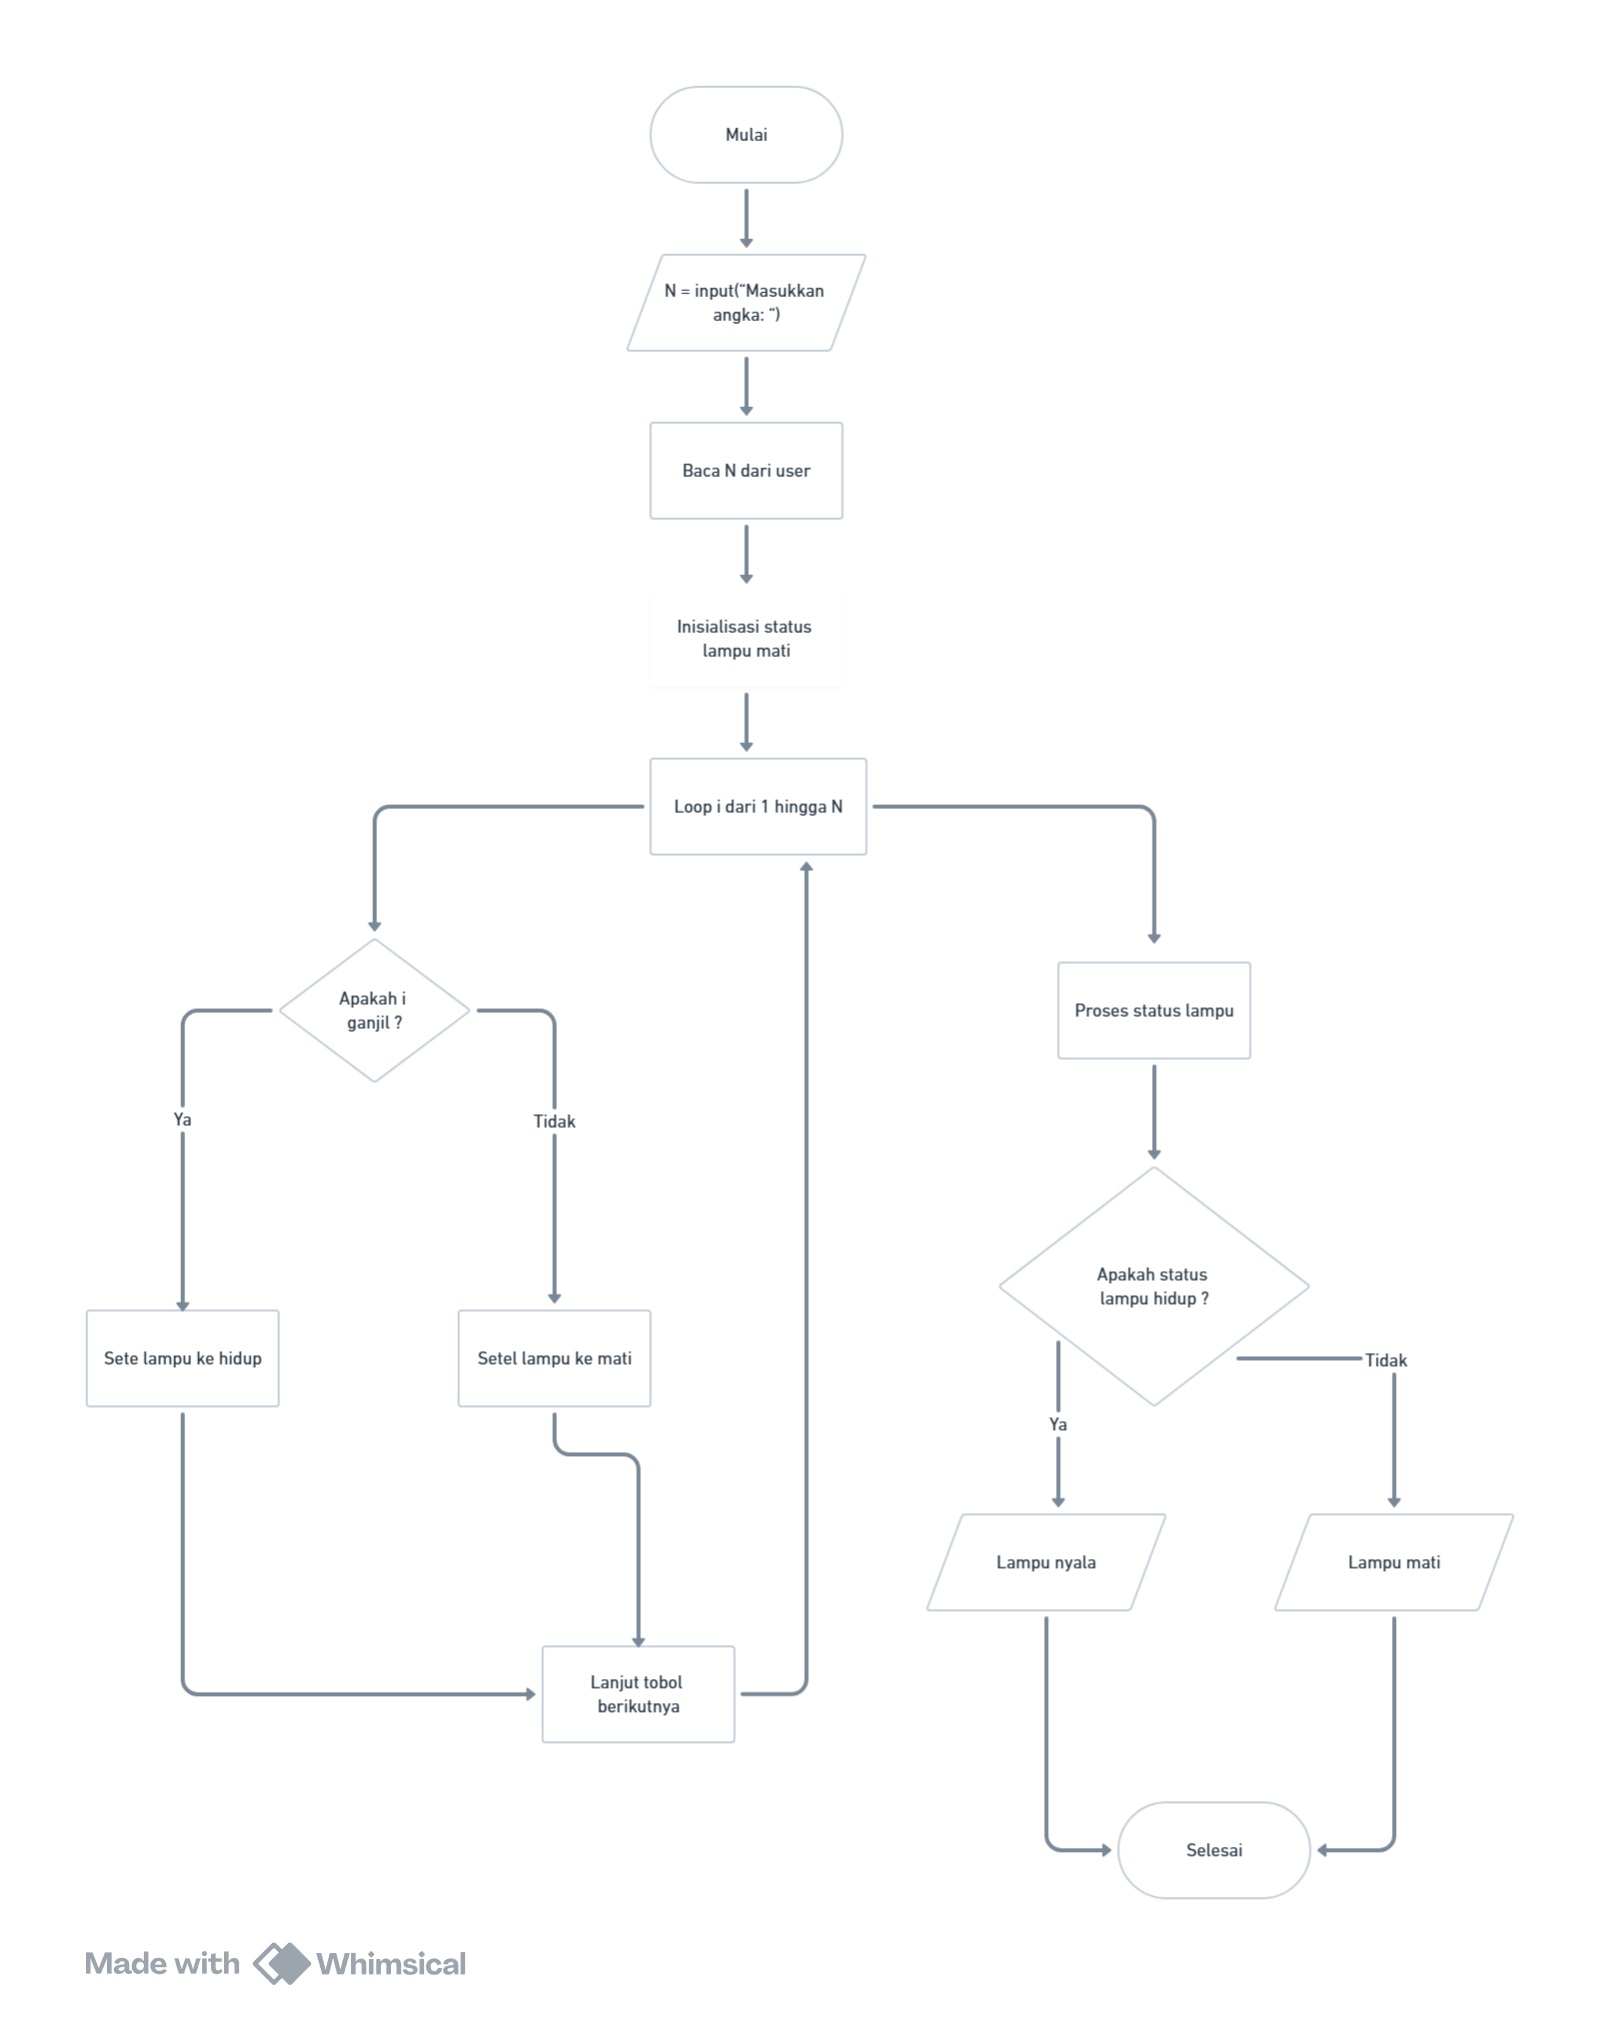 Mulai
N = input(“Masukkan
angka: “)
Baca N dari user
Inisialisasi status
lampu mati
Loop i dari 1 hingga N
Apakah i
ganjil ?
Proses status lampu
Ya
Tidak
Apakah status
lampu hidup ?
Sete lampu ke hidup
Setel lampu ke mati
Tidak
Ya
Lampu nyala
Lampu mati
Lanjut tobol
berikutnya
Selesai
Made with Whimsical